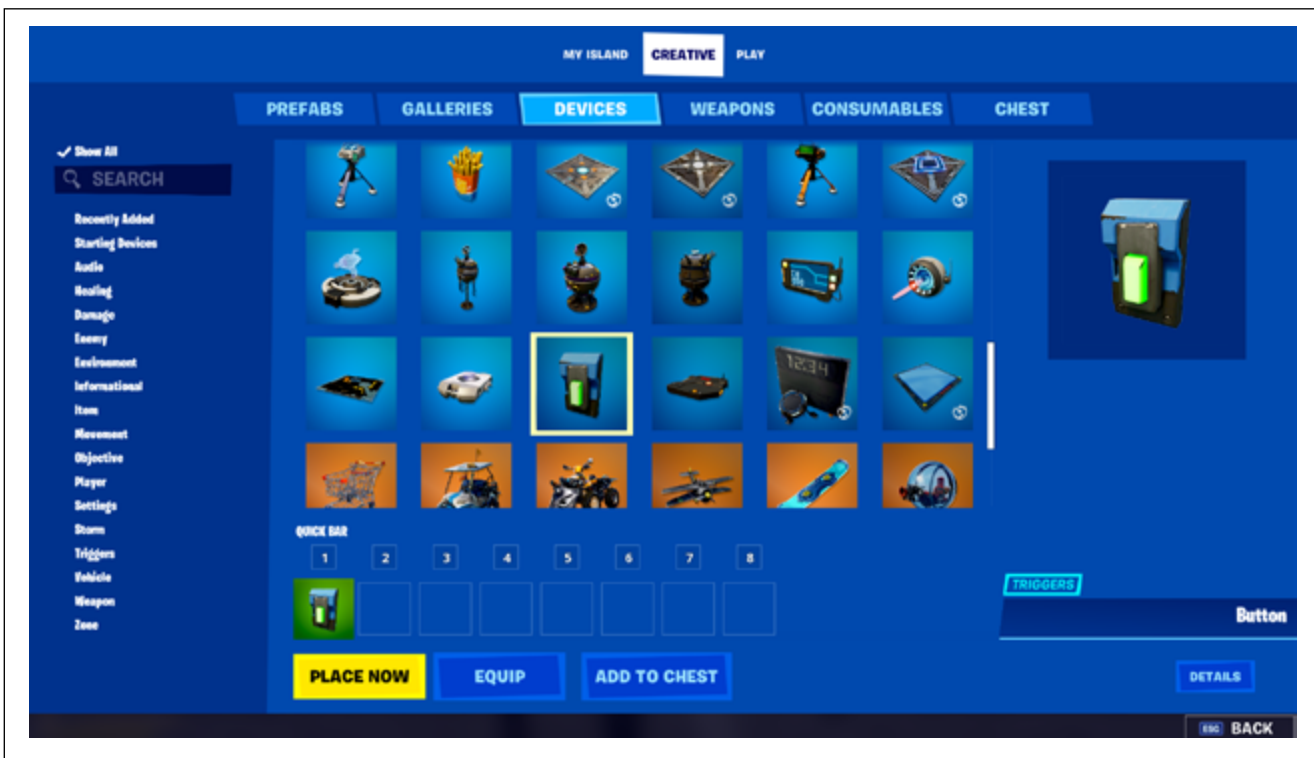 MY ISLAND CREATIVE PLAY
PREFABS GALLERIES DEVICES WEAPONS CONSUMABLES CHEST
Show All
SEARCH
Recently Added
Starting Devices
Audio
Healing
Damage
Enemy
Environment
Informational
Item
Movement
Objective
Player
Settings
Storm
Triggers
Vehicle
Weapon
Zone
12:34
QUICK BAR
1 2 3 4 5 6 7 8
TRIGGERS
Button
PLACE NOW EQUIP ADD TO CHEST
DETAILS
ESC BACK